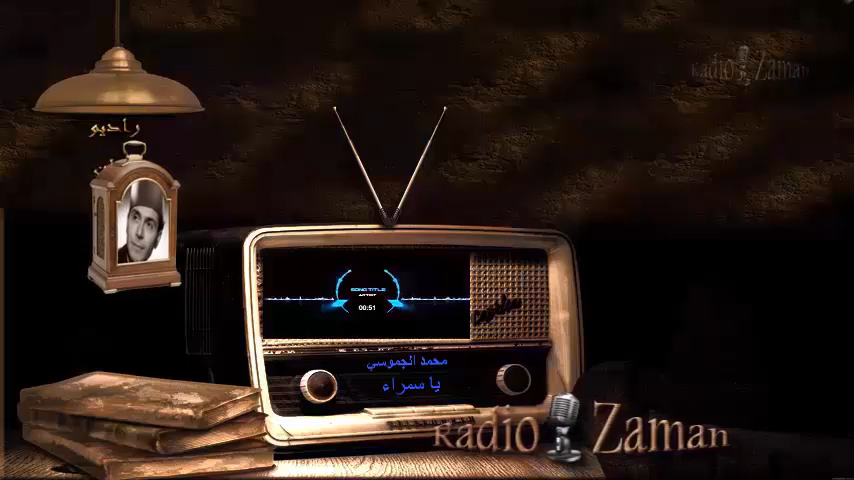 Radio Zaman
راديو
SONG TITLE
ARTIST
00:51
محمد الجموسي
يا سمراء
Radio Zaman